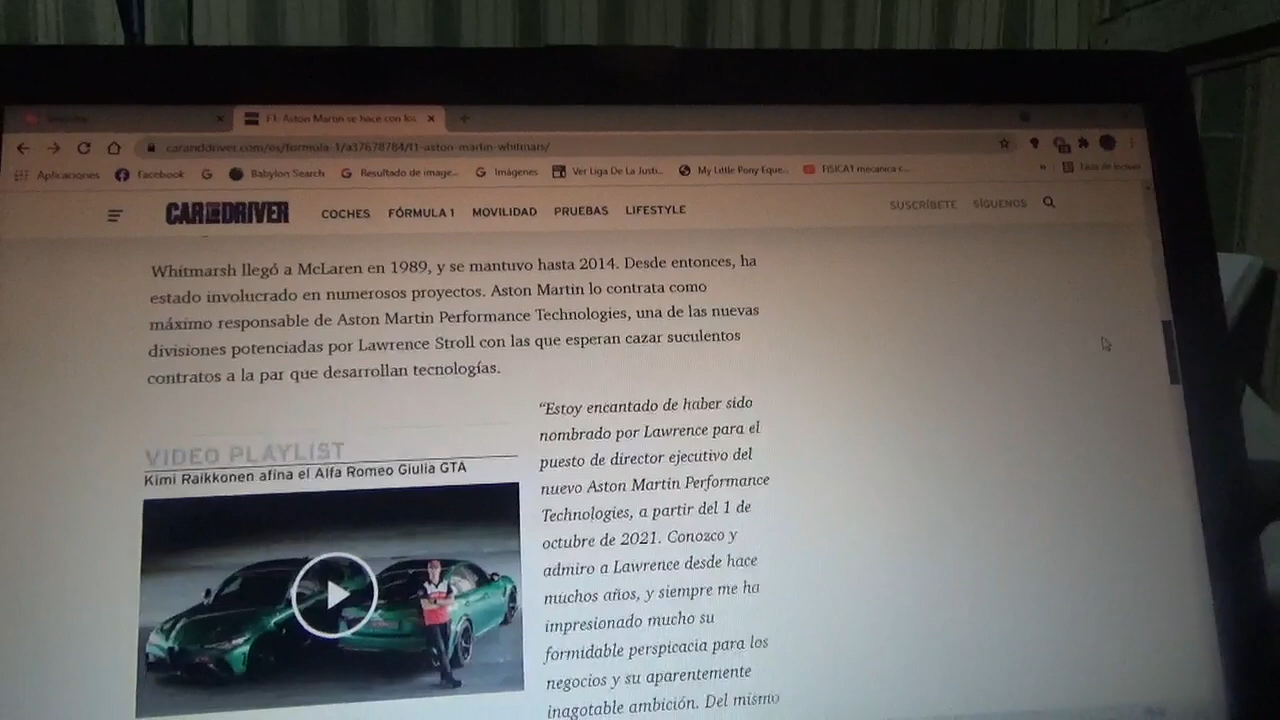 F1: Aston Martin se hace con los
caranddriver.com/es/formula-1/a37678784/f1-aston-martin-whitmars/
Aplicaciones Facebook Babylon Search Resultado de image... Imágenes Ver Liga De La Justi... My Little Pony Eque... FISICA1 mecanica r... Lista de lectura
CAR AND DRIVER COCHES FÓRMULA 1 MOVILIDAD PRUEBAS LIFESTYLE SUSCRÍBETE SÍGUENOS
Whitmarsh llegó a McLaren en 1989, y se mantuvo hasta 2014. Desde entonces, ha
estado involucrado en numerosos proyectos. Aston Martin lo contrata como
máximo responsable de Aston Martin Performance Technologies, una de las nuevas
divisiones potenciadas por Lawrence Stroll con las que esperan cazar suculentos
contratos a la par que desarrollan tecnologías.
VIDEO PLAYLIST
Kimi Raikkonen afina el Alfa Romeo Giulia GTA
“Estoy encantado de haber sido
nombrado por Lawrence para el
puesto de director ejecutivo del
nuevo Aston Martin Performance
Technologies, a partir del 1 de
octubre de 2021. Conozco y
admiro a Lawrence desde hace
muchos años, y siempre me ha
impresionado mucho su
formidable perspicacia para los
negocios y su aparentemente
inagotable ambición. Del mismo